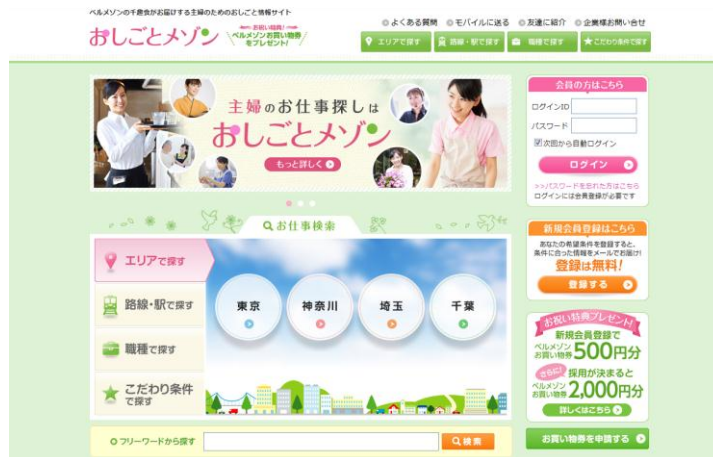 ベルメゾンの千趣会がお届けする主婦のためのおしごと情報サイト
おしごとメゾン
お祝い特典!
ベルメゾンお買い物券
をプレゼント!
よくある質問 モバイルに送る 友達に紹介 企業様お問い合せ
エリアで探す 路線・駅で探す 職種で探す こだわり条件で探す
主婦のお仕事探しは
おしごとメゾン
もっと詳しく
会員の方はこちら
ログインID
パスワード
次回から自動ログイン
ログイン
>>パスワードを忘れた方はこちら
ログインには会員登録が必要です
お仕事検索
エリアで探す
路線・駅で探す
職種で探す
こだわり条件
で探す
東京 神奈川 埼玉 千葉
新規会員登録はこちら
あなたの希望条件を登録すると、
条件に合った情報をメールでお届け!
登録は無料!
登録する
お祝い特典プレゼント!
新規会員登録で
ベルメゾン
お買い物券 500円分
さらに! 採用が決まると
ベルメゾン
お買い物券 2,000円分
詳しくはこちら
フリーワードから探す 検索
お買い物券を申請する